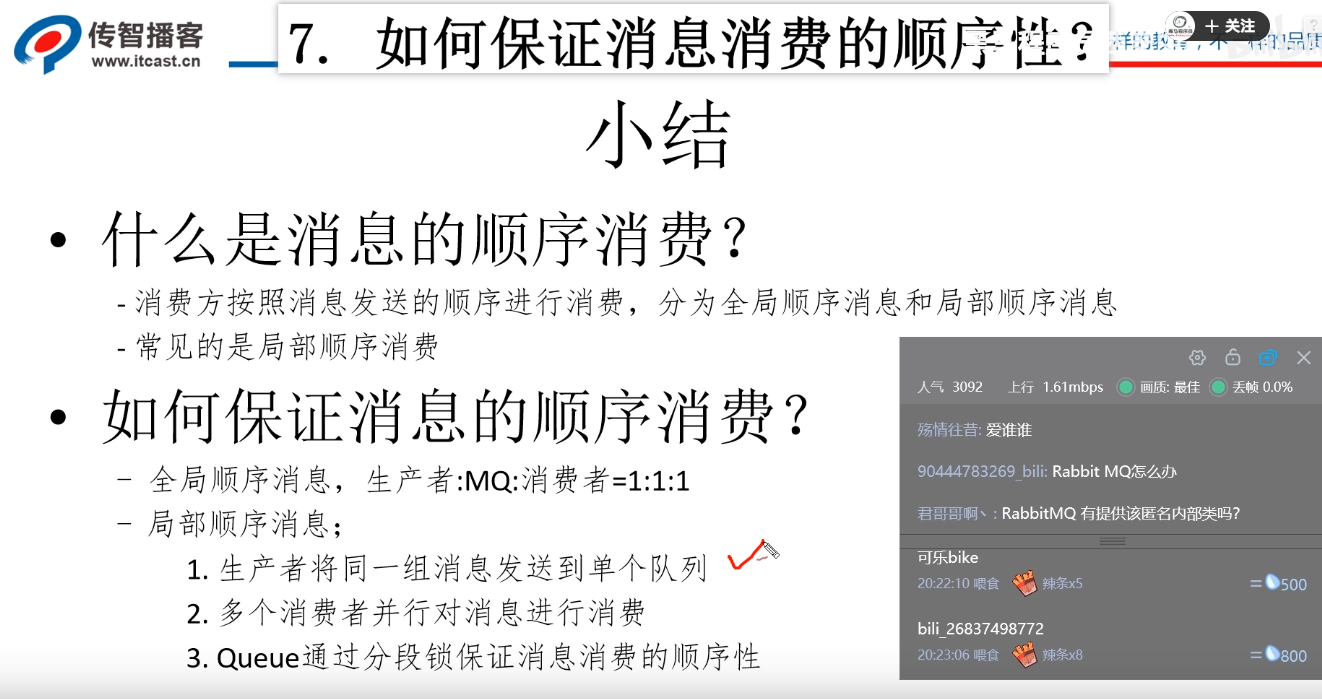 传智播客
www.itcast.cn
7. 如何保证消息消费的顺序性?
+ 关注
小结
• 什么是消息的顺序消费?
- 消费方按照消息发送的顺序进行消费，分为全局顺序消息和局部顺序消息
- 常见的是局部顺序消费
• 如何保证消息的顺序消费?
– 全局顺序消息，生产者:MQ:消费者=1:1:1
– 局部顺序消息;
1. 生产者将同一组消息发送到单个队列
2. 多个消费者并行对消息进行消费
3. Queue通过分段锁保证消息消费的顺序性
人气 3092 上行 1.61mbps 画质: 最佳 丢帧 0.0%
殇情往昔: 爱谁谁
90444783269_bili: Rabbit MQ怎么办
君哥哥啊丶: RabbitMQ 有提供该匿名内部类吗?
可乐bike
20:22:10 喂食 辣条x5 =500
bili_26837498772
20:23:06 喂食 辣条x8 =800